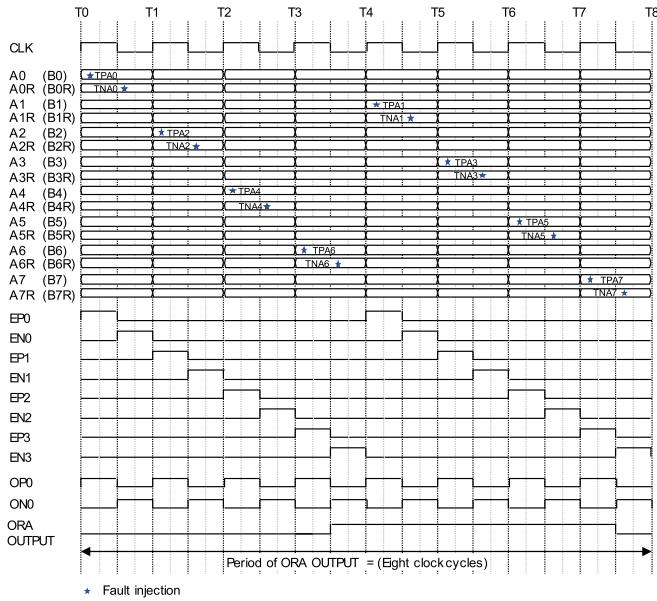 T0 T1 T2 T3 T4 T5 T6 T7 T8
CLK
A0 (B0) TPA0
A0R (B0R) TNA0
A1 (B1) TPA1
A1R (B1R) TNA1
A2 (B2) TPA2
A2R (B2R) TNA2
A3 (B3) TPA3
A3R (B3R) TNA3
A4 (B4) TPA4
A4R (B4R) TNA4
A5 (B5) TPA5
A5R (B5R) TNA5
A6 (B6) TPA6
A6R (B6R) TNA6
A7 (B7) TPA7
A7R (B7R) TNA7
EP0
EN0
EP1
EN1
EP2
EN2
EP3
EN3
OP0
ON0
ORA
OUTPUT
Period of ORA OUTPUT = (Eight clock cycles)
Fault injection